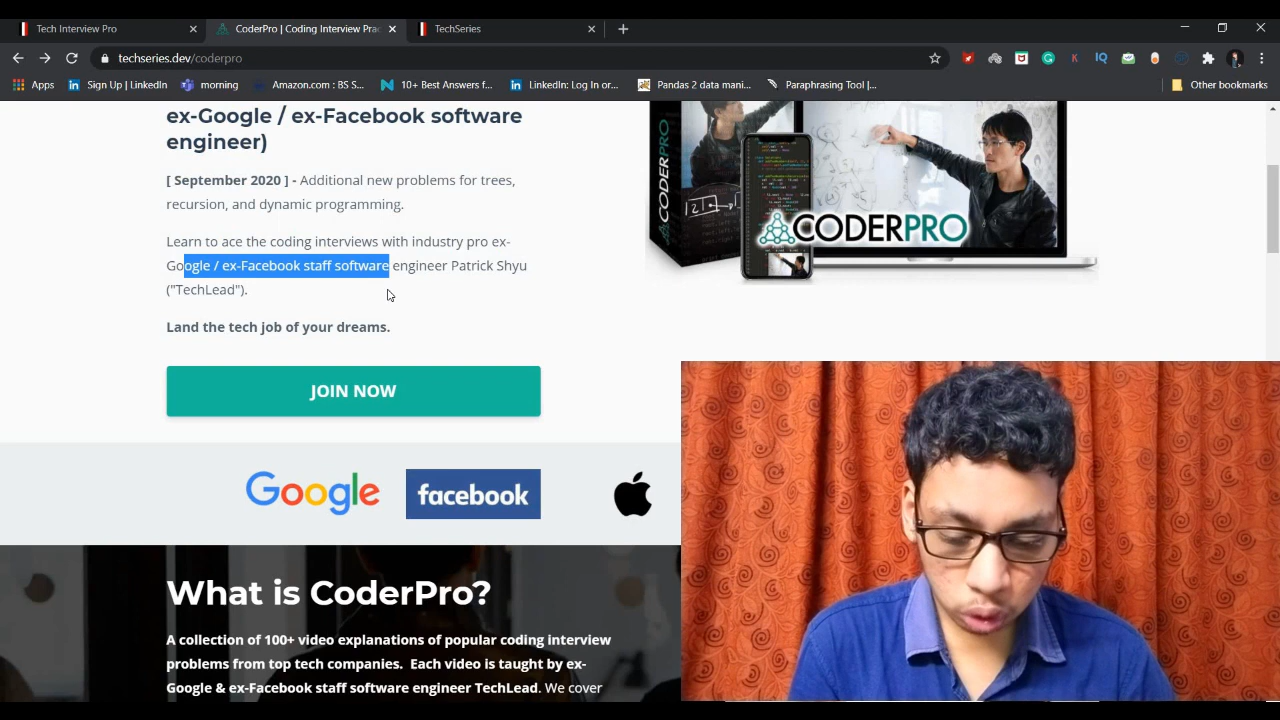 Tech Interview Pro
CoderPro | Coding Interview Prac
TechSeries
techseries.dev/coderpro
Apps
Sign Up | LinkedIn
morning
Amazon.com : BS S...
10+ Best Answers f...
LinkedIn: Log In or...
Pandas 2 data mani...
Paraphrasing Tool |...
Other bookmarks
ex-Google / ex-Facebook software
engineer)
[ September 2020 ] - Additional new problems for trees,
recursion, and dynamic programming.
Learn to ace the coding interviews with industry pro ex-
Google / ex-Facebook staff software engineer Patrick Shyu
("TechLead").
Land the tech job of your dreams.
JOIN NOW
CODERPRO
CODERPRO
Google
facebook
What is CoderPro?
A collection of 100+ video explanations of popular coding interview
problems from top tech companies. Each video is taught by ex-
Google & ex-Facebook staff software engineer TechLead. We cover